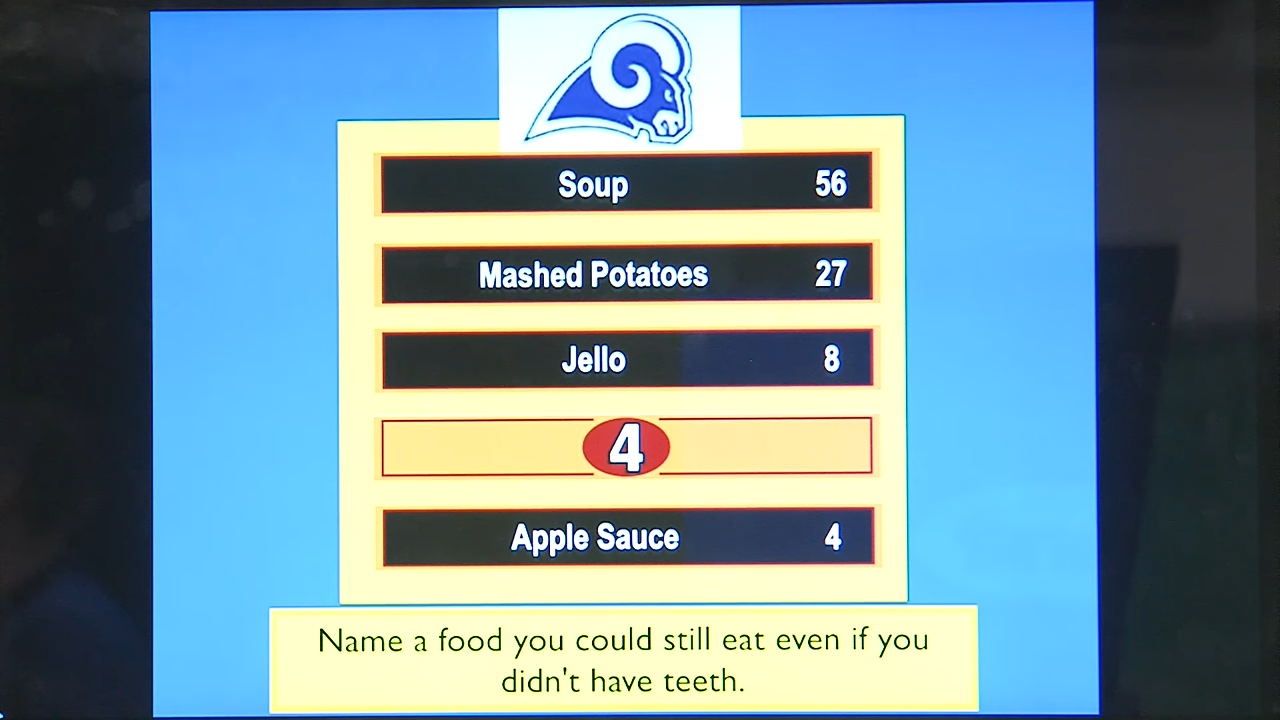 Soup 56
Mashed Potatoes 27
Jello 8
4
Apple Sauce 4
Name a food you could still eat even if you
didn't have teeth.